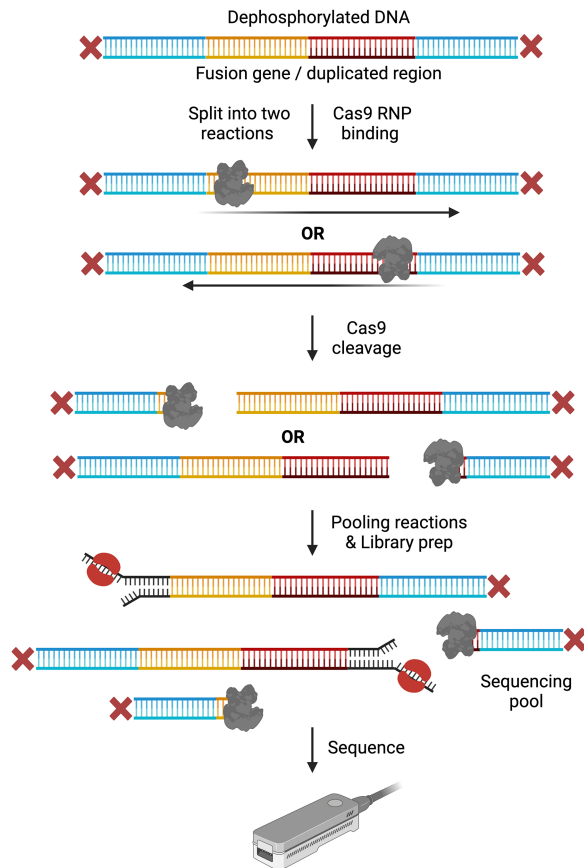 Dephosphorylated DNA
Fusion gene / duplicated region
Split into two
reactions
Cas9 RNP
binding
OR
Cas9
cleavage
OR
Pooling reactions
& Library prep
Sequencing
pool
Sequence